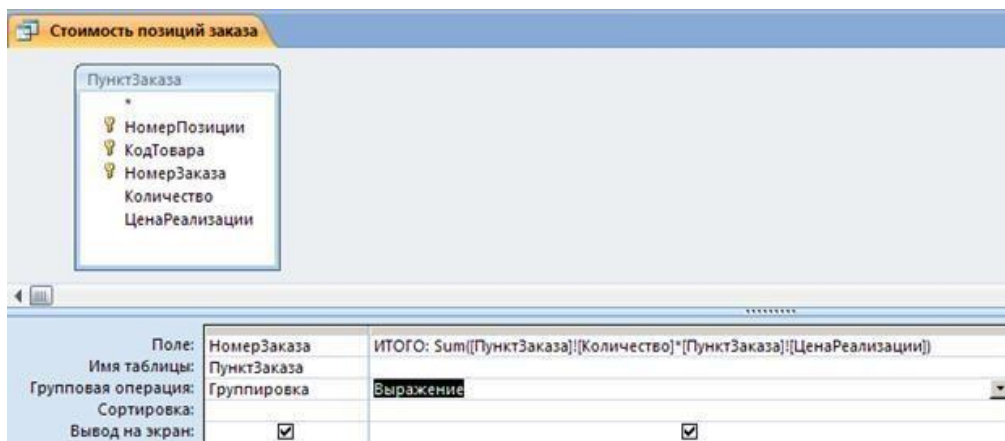 Стоимость позиций заказа
ПунктЗаказа
*
НомерПозиции
КодТовара
НомерЗаказа
Количество
ЦенаРеализации
Поле: НомерЗаказа ИТОГО: Sum([ПунктЗаказа]![Количество]*[ПунктЗаказа]![ЦенаРеализации])
Имя таблицы: ПунктЗаказа
Групповая операция: Группировка Выражение
Сортировка:
Вывод на экран: